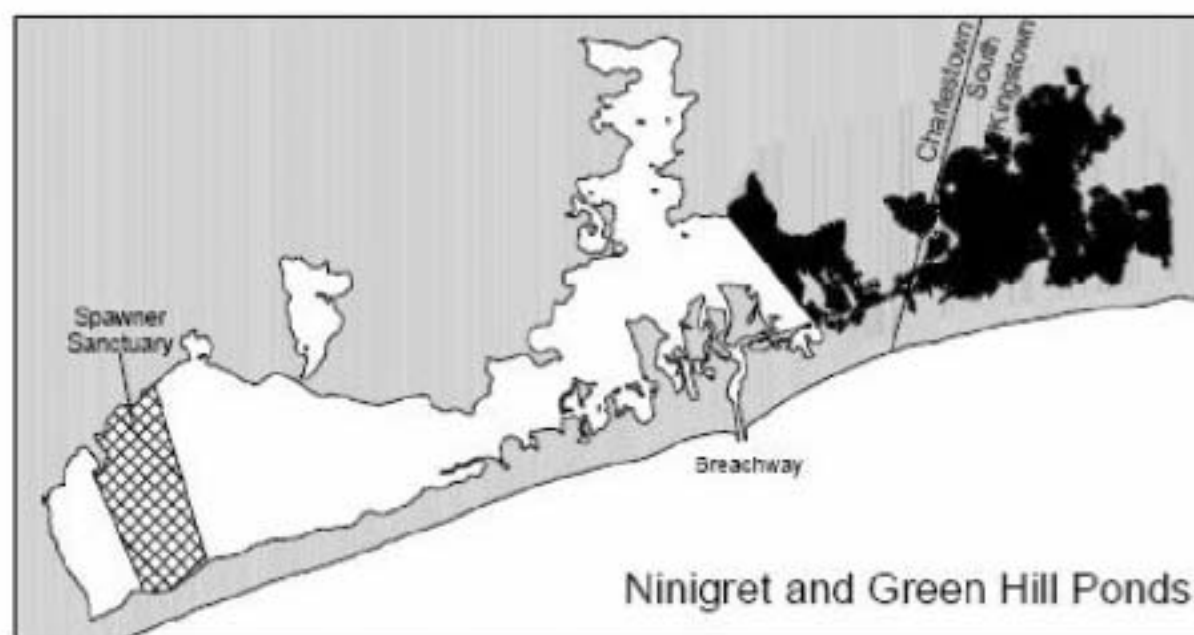 Charlestown
South
Kingstown
Spawner
Sanctuary
Breachway
Ninigret and Green Hill Ponds